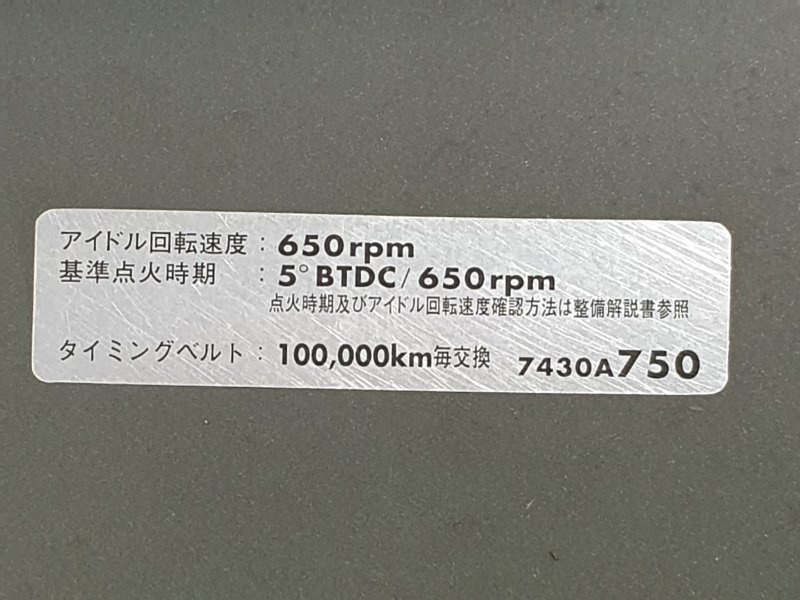 アイドル回転速度 : 650rpm
基準点火時期 : 5° BTDC/650rpm
点火時期及びアイドル回転速度確認方法は整備解説書参照
タイミングベルト : 100,000km毎交換 7430A750